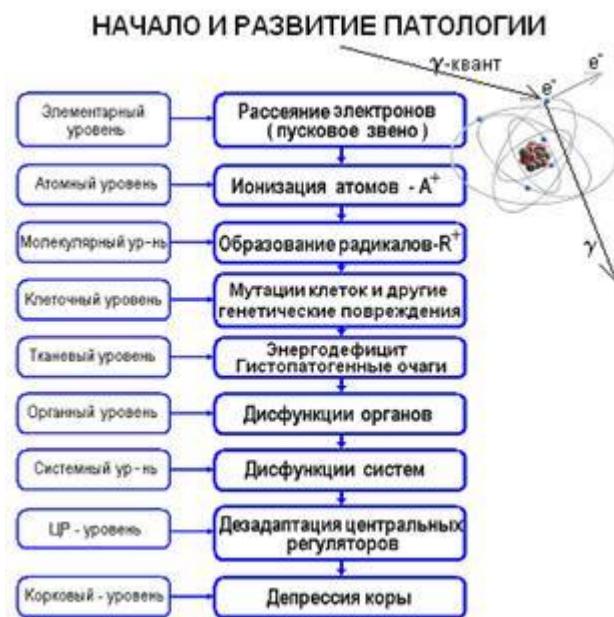 НАЧАЛО И РАЗВИТИЕ ПАТОЛОГИИ
γ-квант
e⁻
e⁻
Элементарный
уровень
Рассеяние электронов
( пусковое звено )
Атомный уровень
Ионизация атомов - А⁺
Молекулярный ур-нь
Образование радикалов-R⁺
γ
Клеточный уровень
Мутации клеток и другие
генетические повреждения
Тканевый уровень
Энергодефицит
Гистопатогенные очаги
Органный уровень
Дисфункции органов
Системный ур-нь
Дисфункции систем
ЦР - уровень
Дезадаптация центральных
регуляторов
Корковый - уровень
Депрессия коры